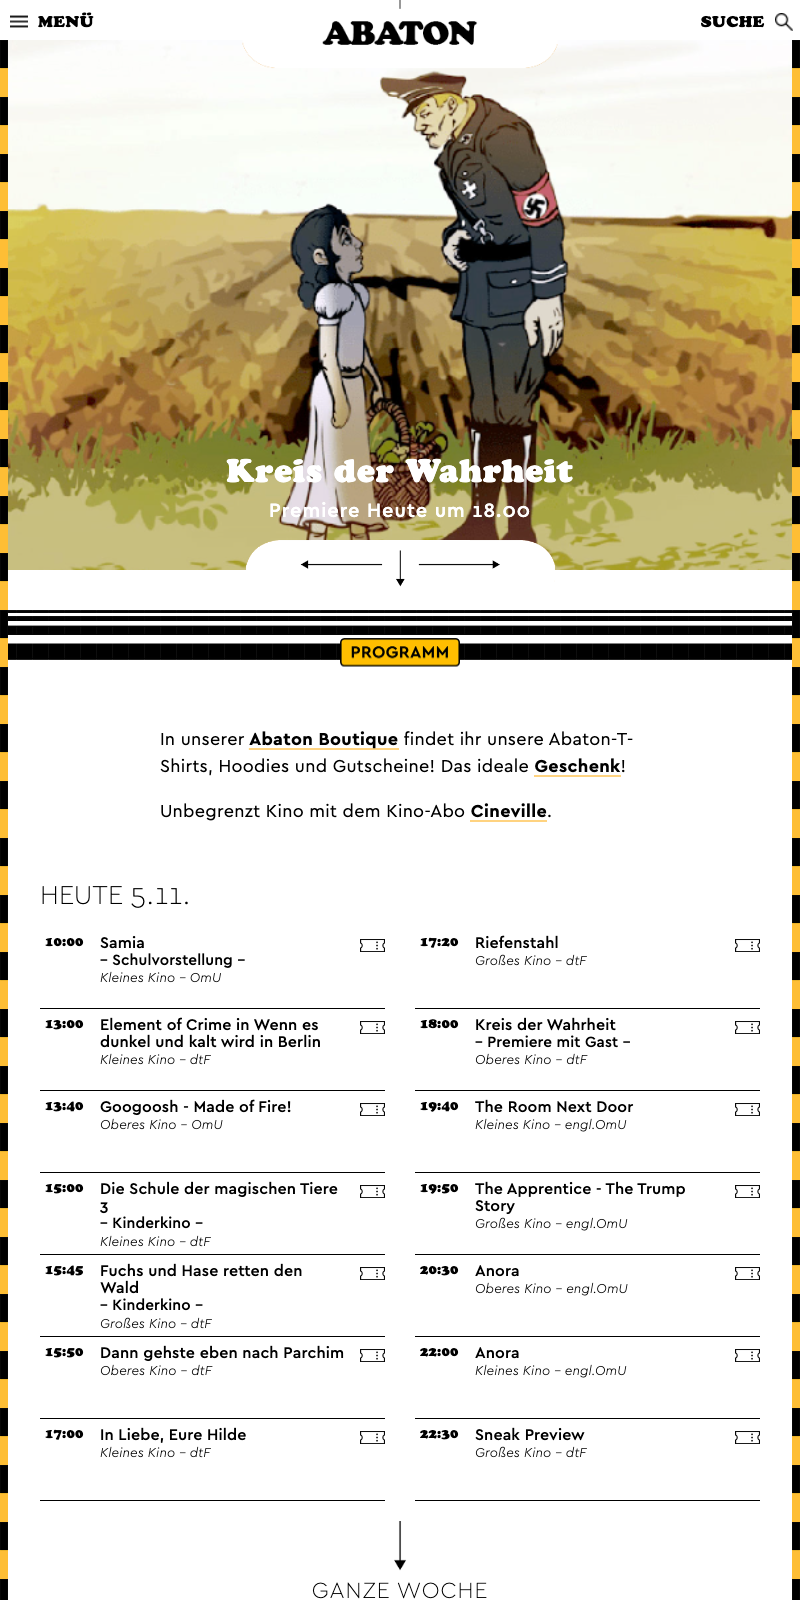 MENÜ
ABATON
SUCHE
Kreis der Wahrheit
Premiere Heute um 18.00
PROGRAMM
In unserer Abaton Boutique findet ihr unsere Abaton-T-
Shirts, Hoodies und Gutscheine! Das ideale Geschenk!
Unbegrenzt Kino mit dem Kino-Abo Cineville.
HEUTE 5.11.
10:00 Samia
– Schulvorstellung –
Kleines Kino – OmU
13:00 Element of Crime in Wenn es
dunkel und kalt wird in Berlin
Kleines Kino – dtF
13:40 Googoosh - Made of Fire!
Oberes Kino – OmU
15:00 Die Schule der magischen Tiere
3
– Kinderkino –
Kleines Kino – dtF
15:45 Fuchs und Hase retten den
Wald
– Kinderkino –
Großes Kino – dtF
15:50 Dann gehste eben nach Parchim
Oberes Kino – dtF
17:00 In Liebe, Eure Hilde
Kleines Kino – dtF
17:20 Riefenstahl
Großes Kino – dtF
18:00 Kreis der Wahrheit
– Premiere mit Gast –
Oberes Kino – dtF
19:40 The Room Next Door
Kleines Kino – engl.OmU
19:50 The Apprentice - The Trump
Story
Großes Kino – engl.OmU
20:30 Anora
Oberes Kino – engl.OmU
22:00 Anora
Kleines Kino – engl.OmU
22:30 Sneak Preview
Großes Kino – dtF
GANZE WOCHE